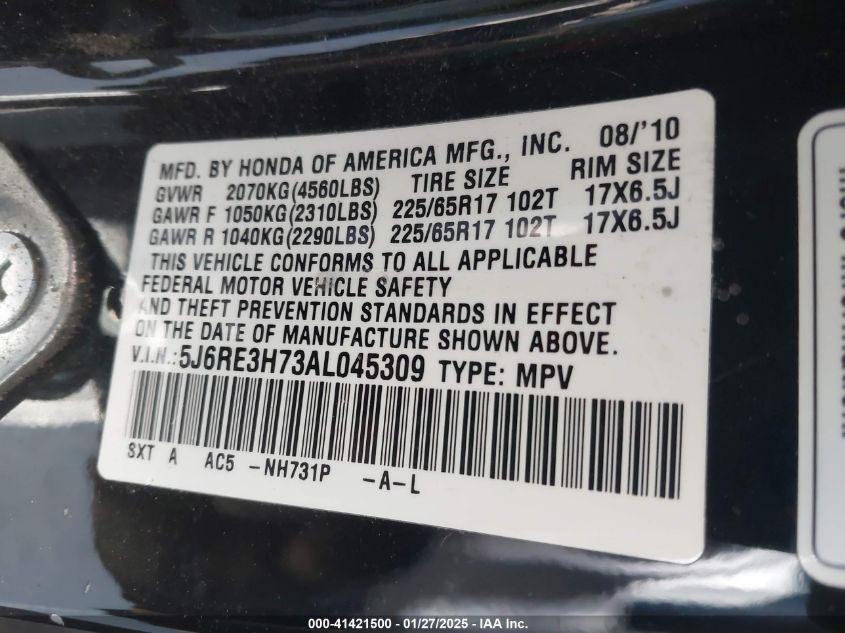 MFD. BY HONDA OF AMERICA MFG., INC. 08/'10
GVWR 2070KG(4560LBS) TIRE SIZE RIM SIZE
GAWR F 1050KG(2310LBS) 225/65R17 102T 17X6.5J
GAWR R 1040KG(2290LBS) 225/65R17 102T 17X6.5J
THIS VEHICLE CONFORMS TO ALL APPLICABLE
FEDERAL MOTOR VEHICLE SAFETY
AND THEFT PREVENTION STANDARDS IN EFFECT
ON THE DATE OF MANUFACTURE SHOWN ABOVE.
V.I.N.:5J6RE3H73AL045309 TYPE: MPV
SXT A AC5 -NH731P -A-L
000-41421500 - 01/27/2025 - IAA Inc.